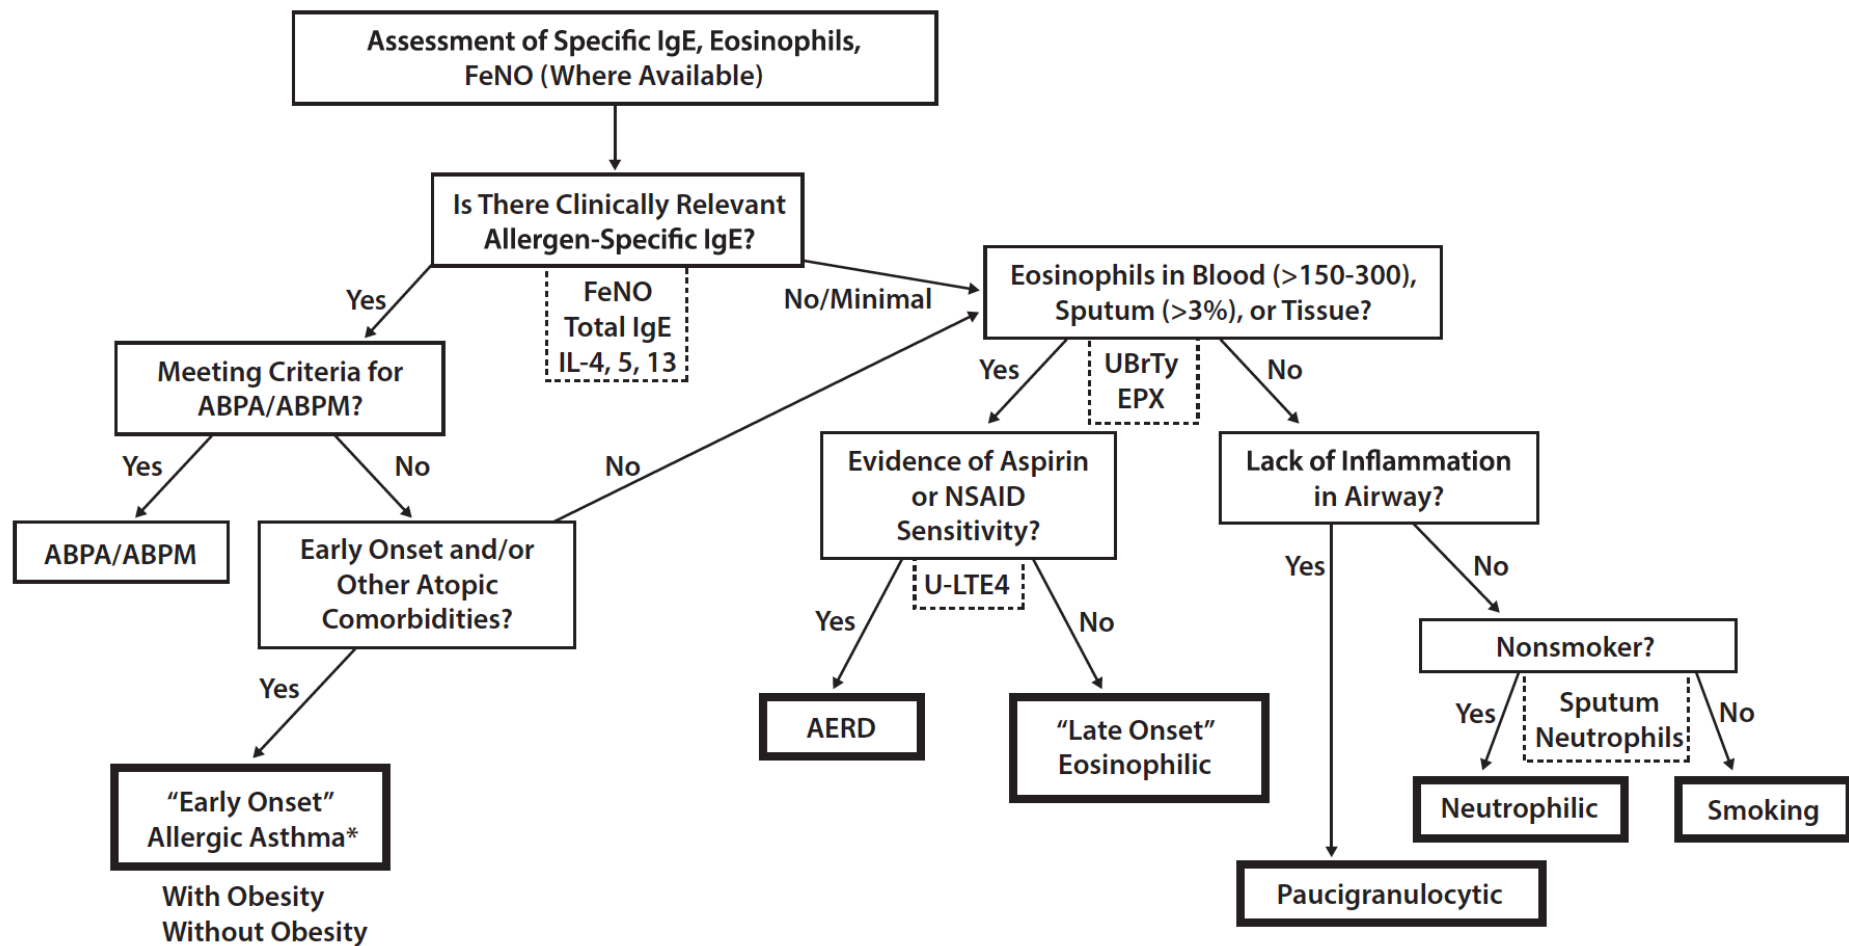 Assessment of Specific IgE, Eosinophils,
FeNO (Where Available)
Is There Clinically Relevant
Allergen-Specific IgE?
Yes
FeNO
Total IgE
IL-4, 5, 13
No/Minimal
Eosinophils in Blood (>150-300),
Sputum (>3%), or Tissue?
Meeting Criteria for
ABPA/ABPM?
Yes
No
No
Yes
UBrTy
EPX
No
ABPA/ABPM
Early Onset and/or
Other Atopic
Comorbidities?
Evidence of Aspirin
or NSAID
Sensitivity?
Lack of Inflammation
in Airway?
Yes
U-LTE4
No
Yes
No
Yes
Nonsmoker?
AERD
"Late Onset"
Eosinophilic
Yes
Sputum
Neutrophils
No
"Early Onset"
Allergic Asthma*
With Obesity
Without Obesity
Neutrophilic
Smoking
Paucigranulocytic